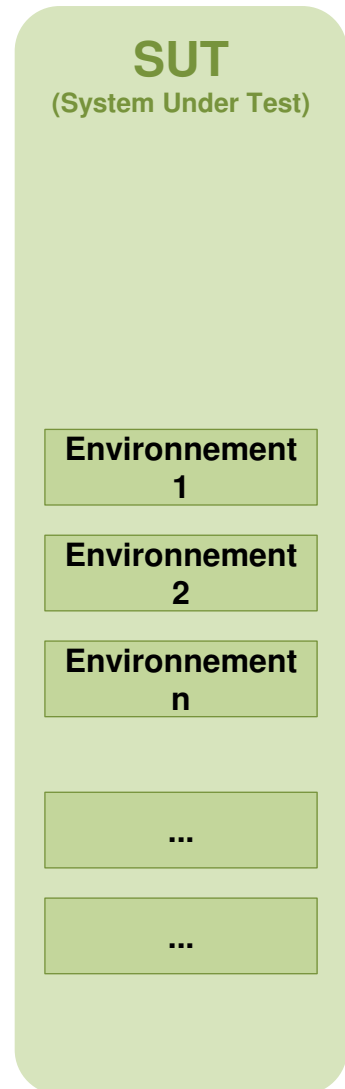 SUT
(System Under Test)
Environnement
1
Environnement
2
Environnement
n
...
...